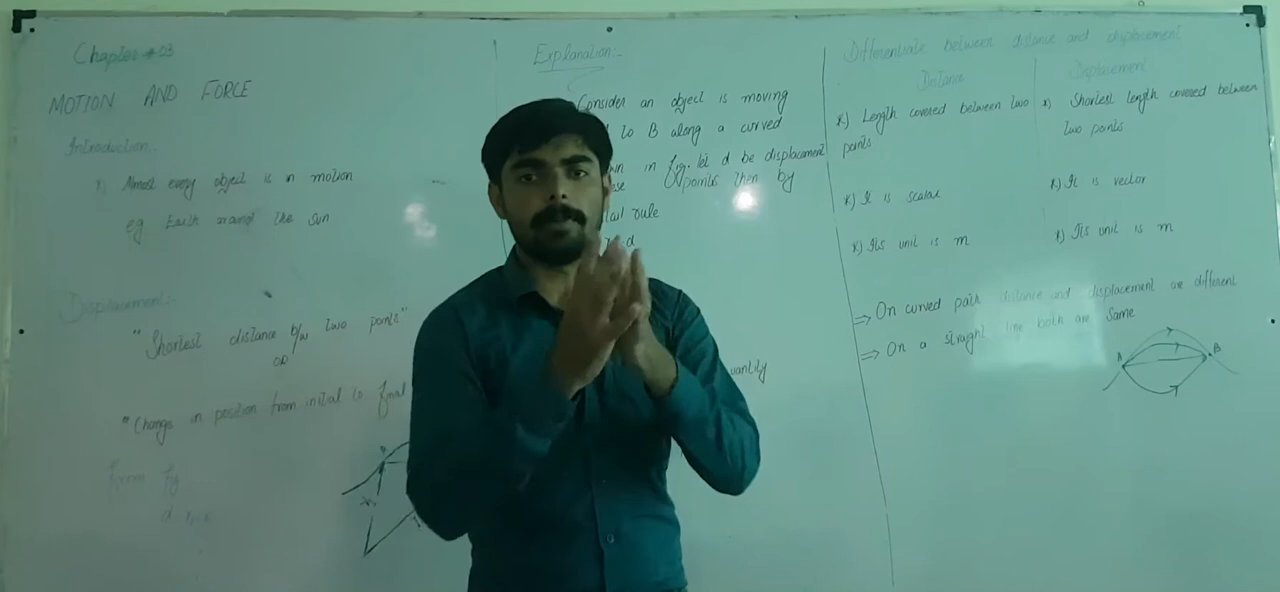 Chapter # 03
MOTION AND FORCE
Introduction:-
*) Almost every object is in motion
eg Earth round the sun
Displacement:-
"Shortest distance b/w two points"
OR
"Change in position from initial to final
From fig
Explanation:-
Consider an object is moving
to B along a curved
in fig. let d be displacement
points then by
rule
Differentiate between distance and displacement
Distance
*) Length covered between two
points
*) It is scalar
*) Its unit is m
Displacement
*) Shortest length covered between
two points
*) It is vector
*) Its unit is m
⇒ On curved path distance and displacement are different
⇒ On a straight line both are same
A
B